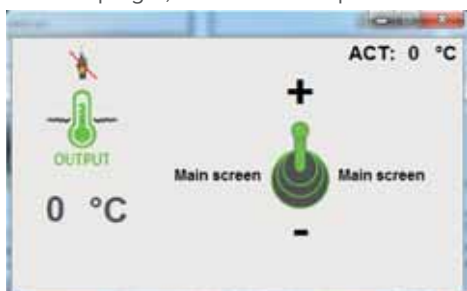 ACT: 0 °C
+
OUTPUT
Main screen Main screen
0 °C
-